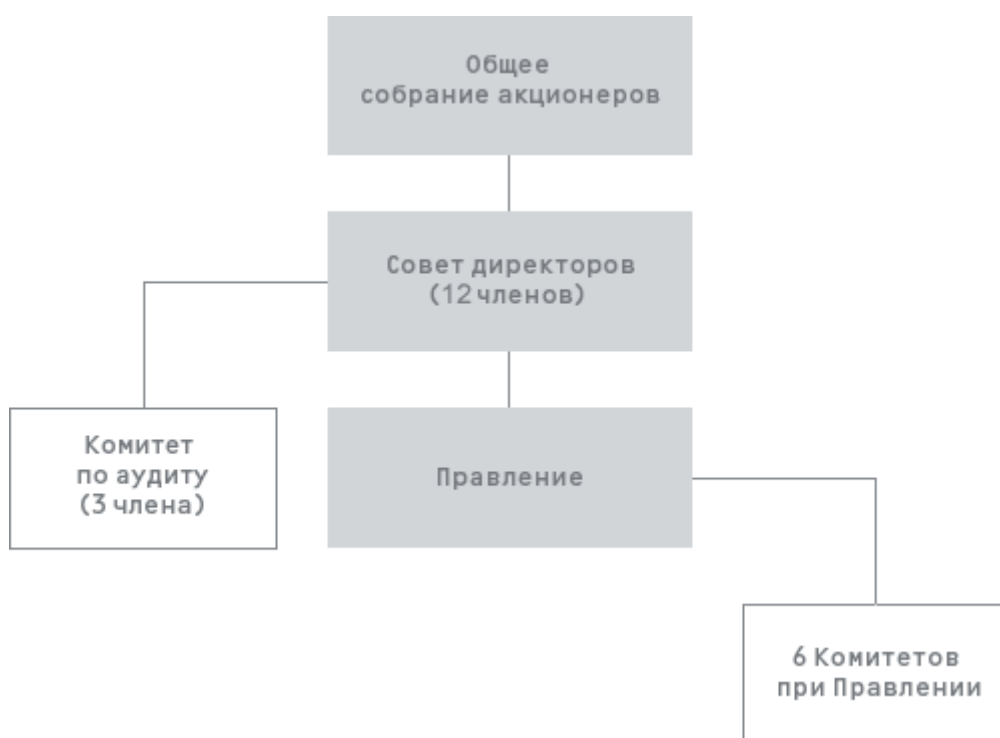 Общее
собрание акционеров
Совет директоров
(12 членов)
Комитет
по аудиту
(3 члена)
Правление
6 Комитетов
при Правлении